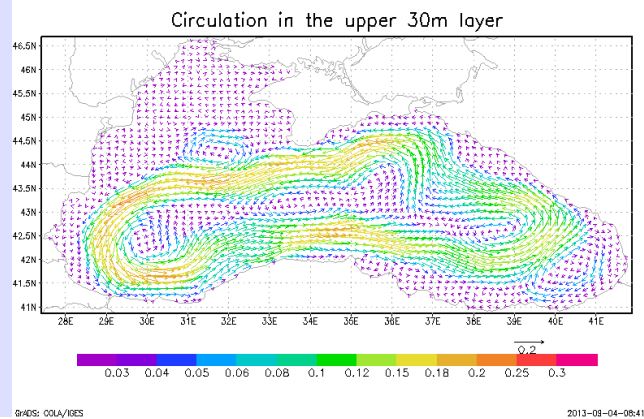 Circulation in the upper 30m layer
46.5N
46N
45.5N
45N
44.5N
44N
43.5N
43N
42.5N
42N
41.5N
41N
28E 29E 30E 31E 32E 33E 34E 35E 36E 37E 38E 39E 40E 41E
0.2
0.03 0.04 0.05 0.06 0.08 0.1 0.12 0.15 0.18 0.2 0.25 0.3
GrADS: COLA/IGES
2013-09-04-08:41